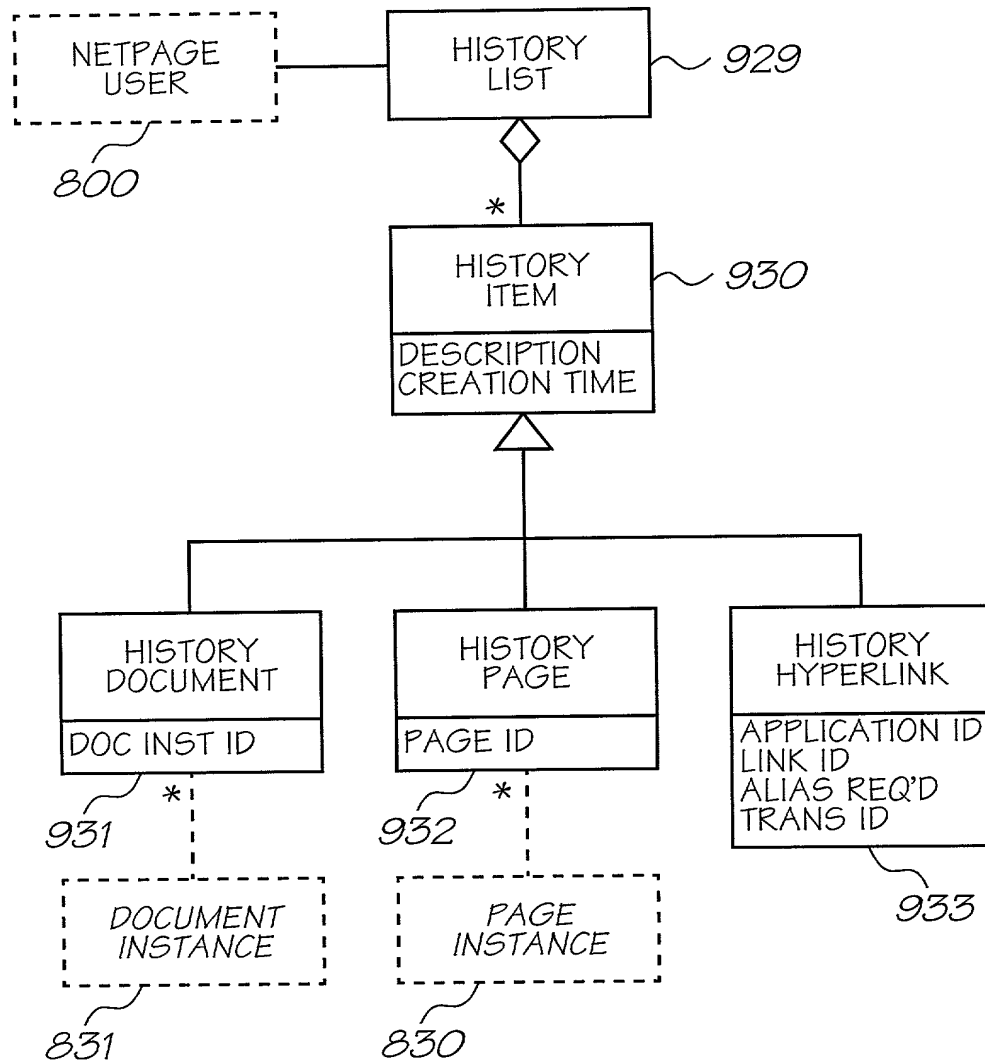 NETPAGE
USER
800
HISTORY
LIST
929
*
HISTORY
ITEM
930
DESCRIPTION
CREATION TIME
HISTORY
DOCUMENT
DOC INST ID
931
*
HISTORY
PAGE
PAGE ID
932
*
HISTORY
HYPERLINK
APPLICATION ID
LINK ID
ALIAS REQ'D
TRANS ID
933
DOCUMENT
INSTANCE
831
PAGE
INSTANCE
830